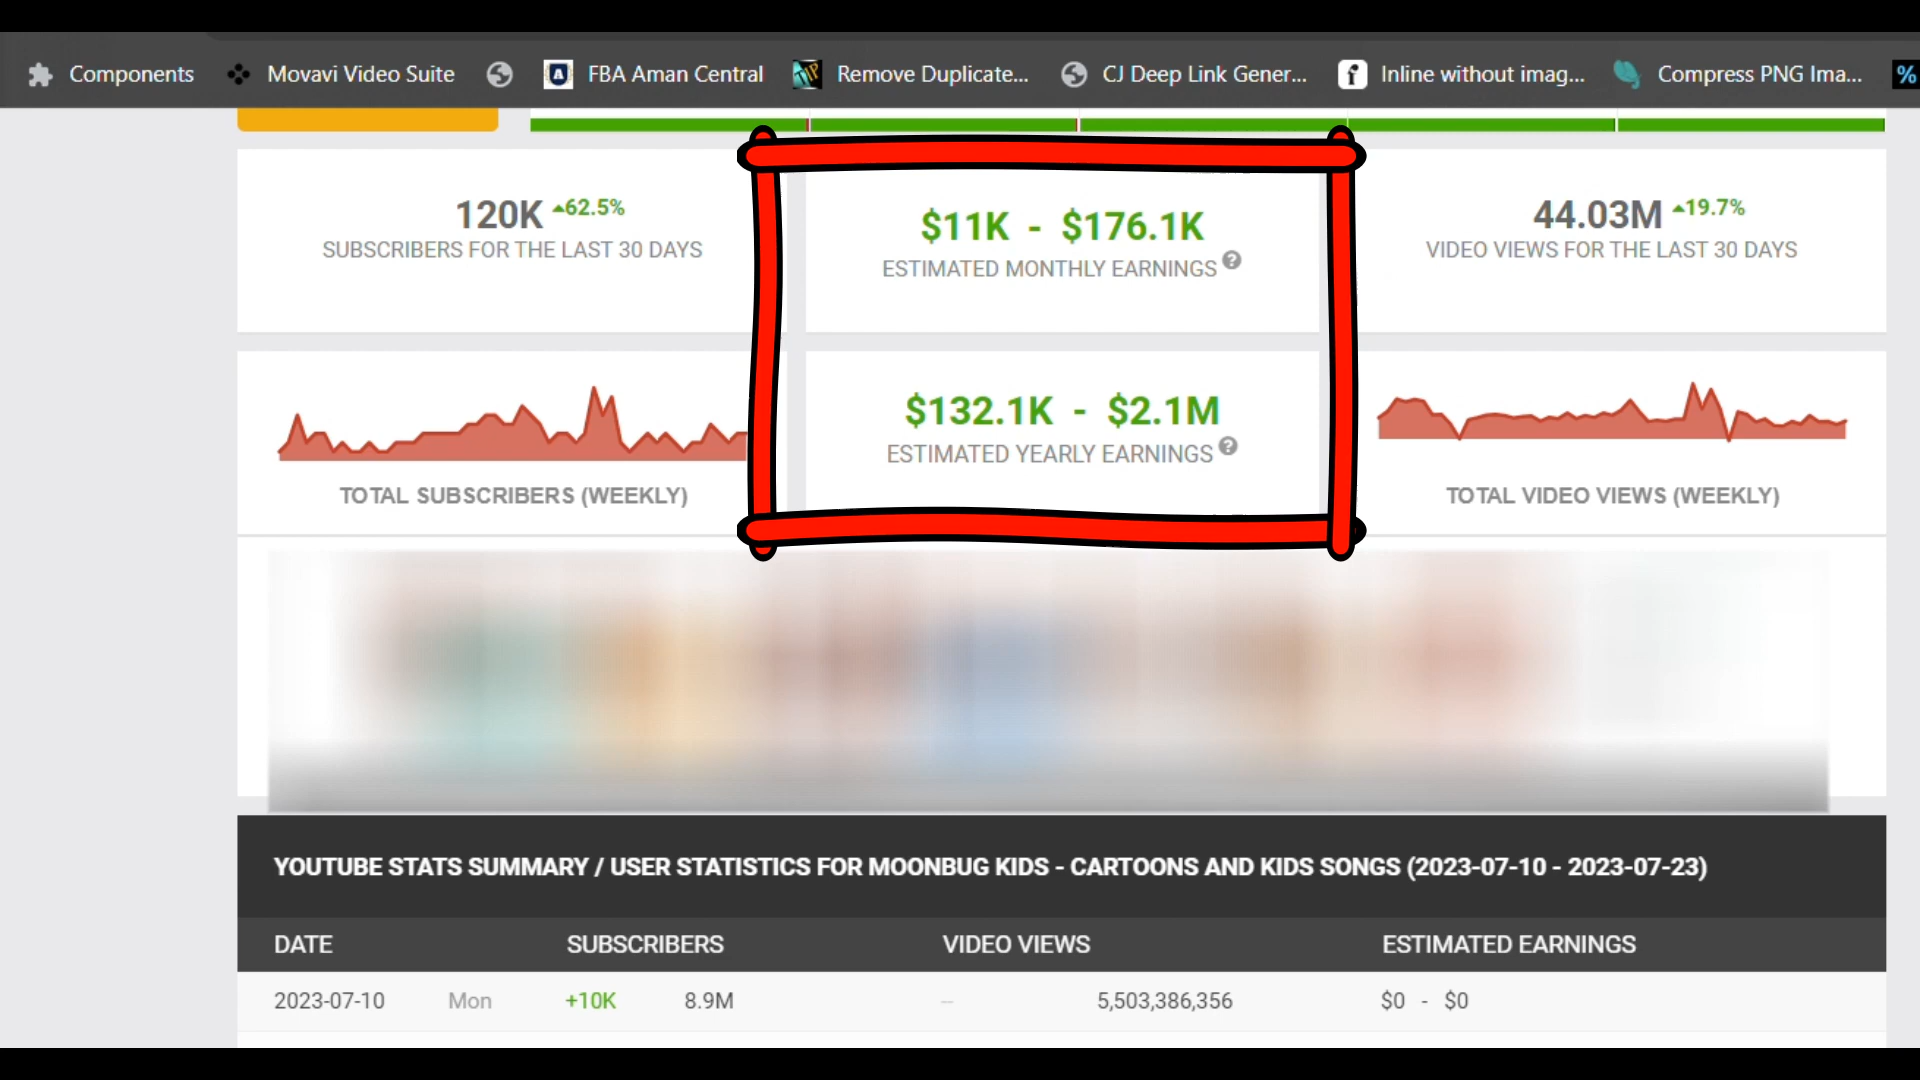 Components Movavi Video Suite FBA Aman Central Remove Duplicate... CJ Deep Link Gener... Inline without imag... Compress PNG Ima... %
120K 62.5%
SUBSCRIBERS FOR THE LAST 30 DAYS
$11K - $176.1K
ESTIMATED MONTHLY EARNINGS ?
44.03M 19.7%
VIDEO VIEWS FOR THE LAST 30 DAYS
TOTAL SUBSCRIBERS (WEEKLY)
$132.1K - $2.1M
ESTIMATED YEARLY EARNINGS ?
TOTAL VIDEO VIEWS (WEEKLY)
YOUTUBE STATS SUMMARY / USER STATISTICS FOR MOONBUG KIDS - CARTOONS AND KIDS SONGS (2023-07-10 - 2023-07-23)
DATE SUBSCRIBERS VIDEO VIEWS ESTIMATED EARNINGS
2023-07-10 Mon +10K 8.9M -- 5,503,386,356 $0 - $0